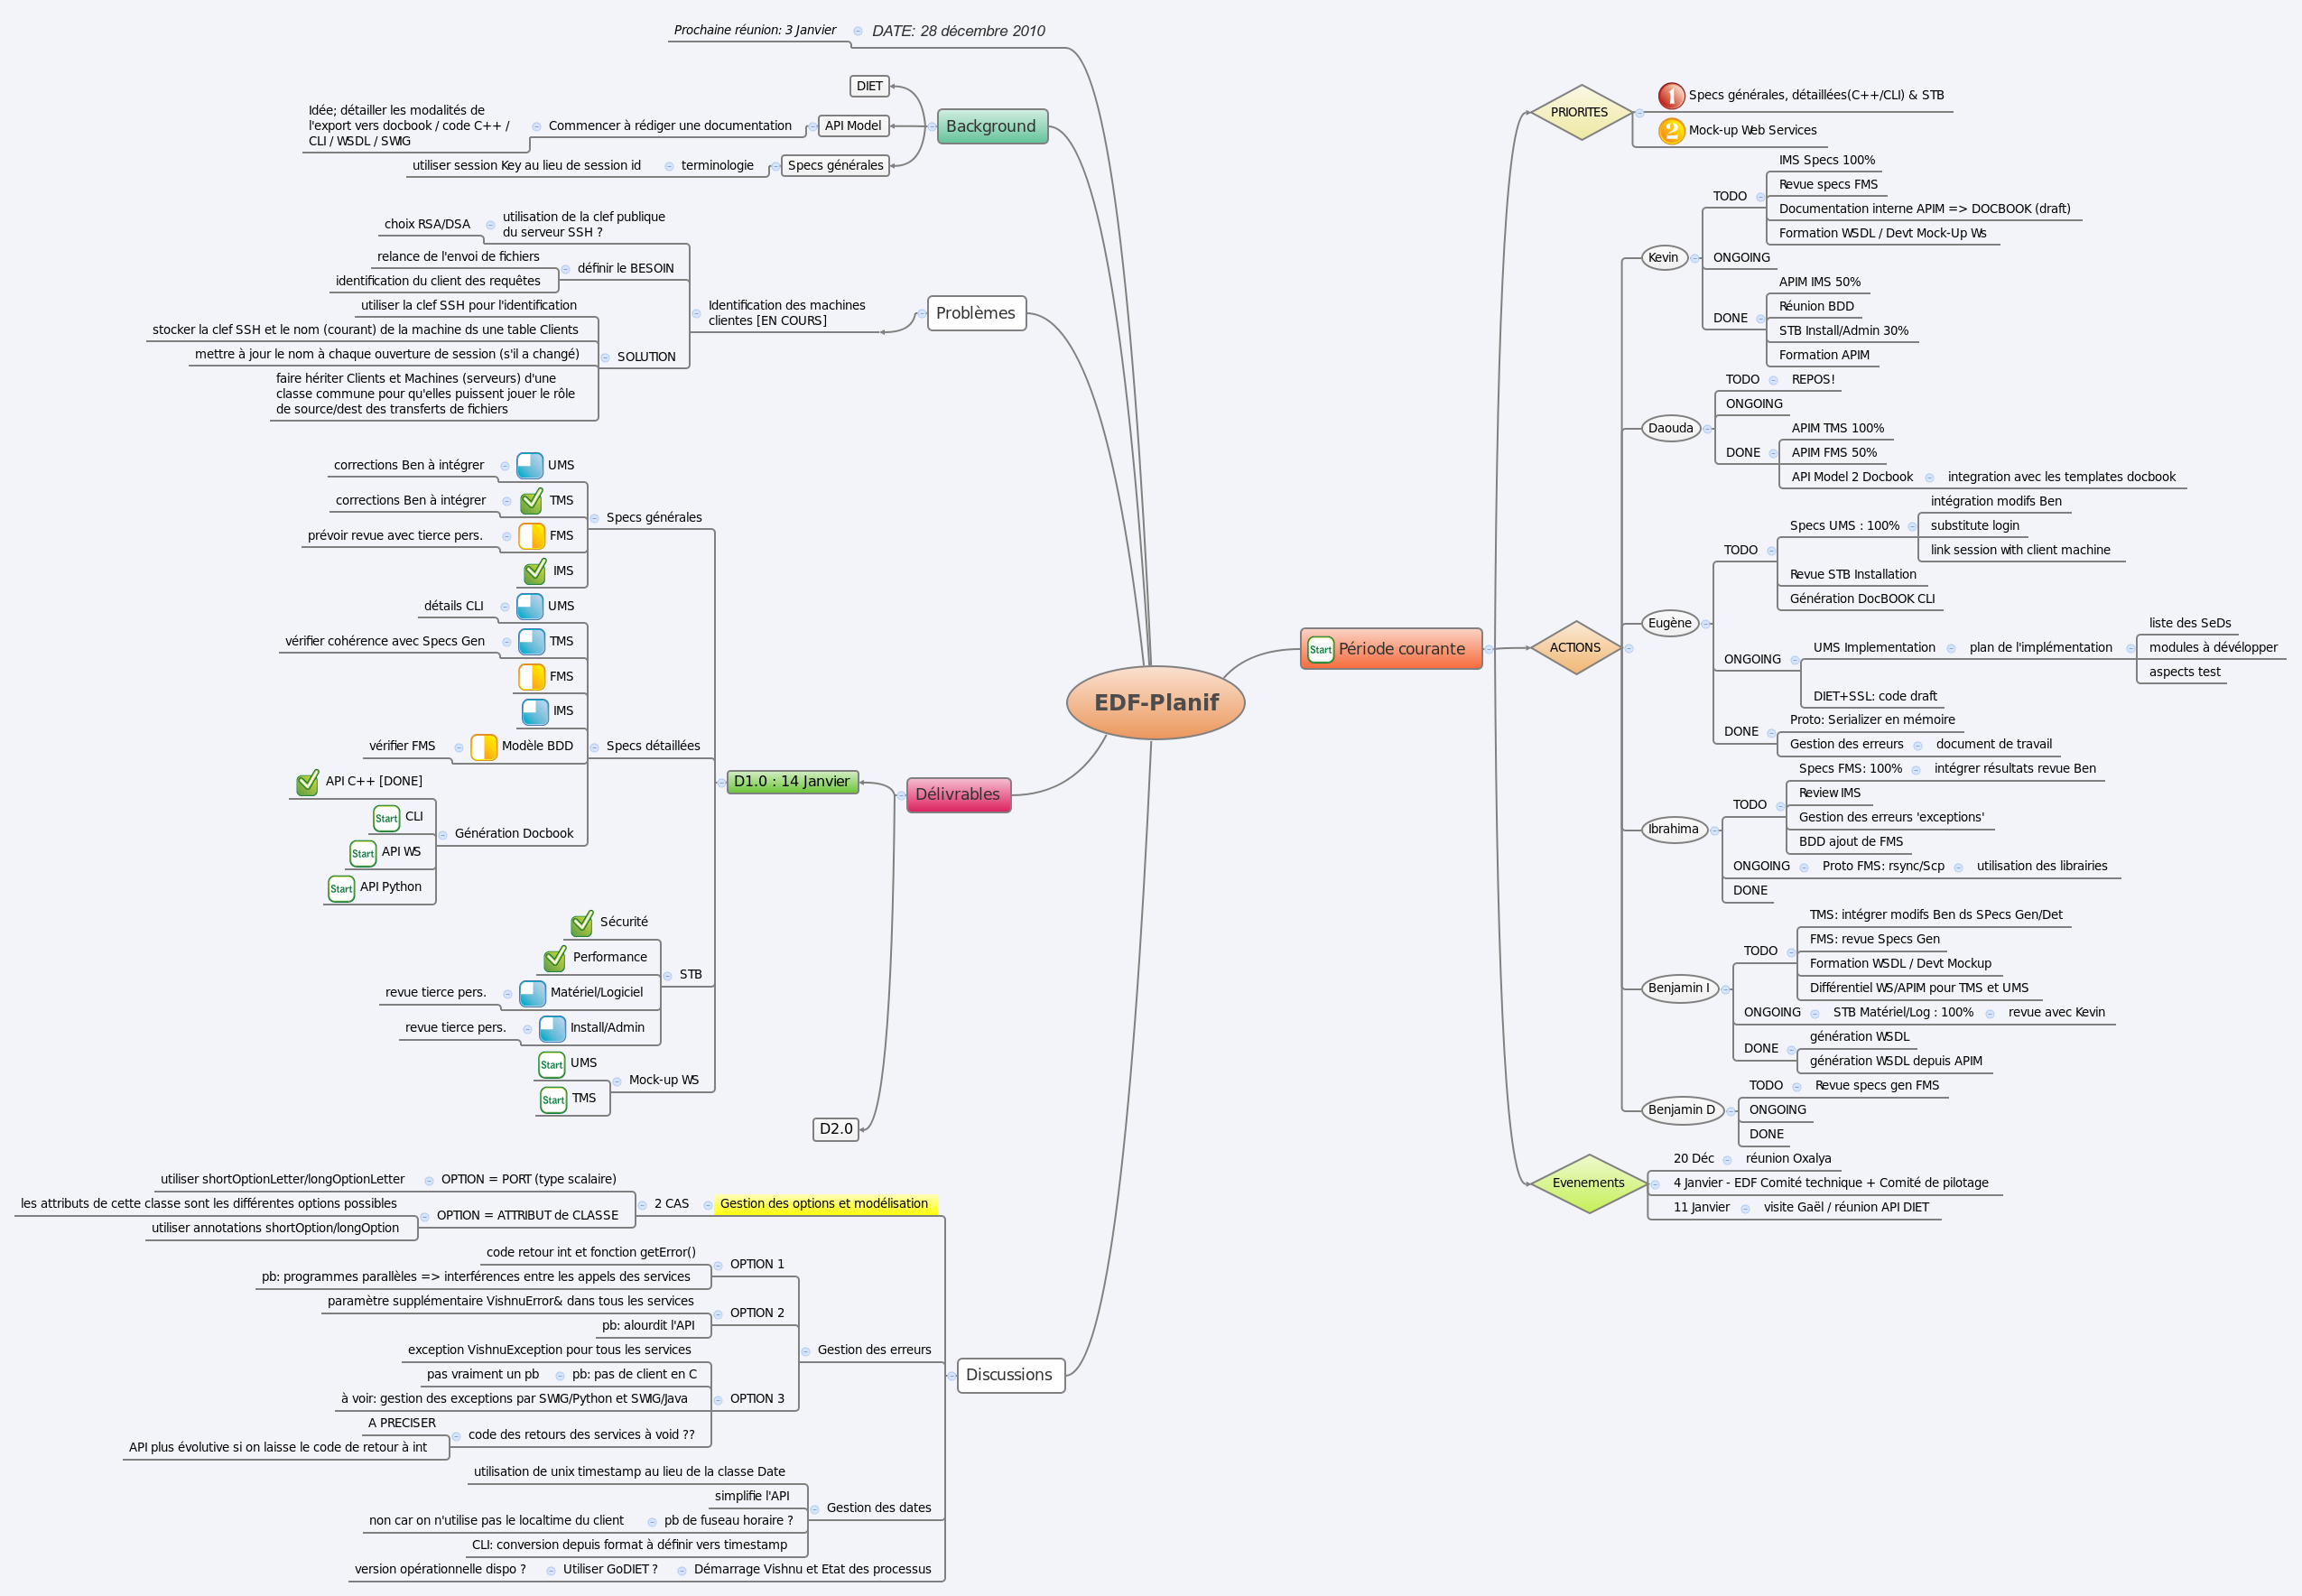 Prochaine réunion: 3 Janvier
DATE: 28 décembre 2010
DIET
Background
Idée; détailler les modalités de
l'export vers docbook / code C++ /
CLI / WSDL / SWIG
Commencer à rédiger une documentation
API Model
utiliser session Key au lieu de session id
terminologie
Specs générales
choix RSA/DSA
utilisation de la clef publique
du serveur SSH ?
relance de l'envoi de fichiers
définir le BESOIN
identification du client des requêtes
Identification des machines
clientes [EN COURS]
Problèmes
utiliser la clef SSH pour l'identification
stocker la clef SSH et le nom (courant) de la machine ds une table Clients
mettre à jour le nom à chaque ouverture de session (s'il a changé)
SOLUTION
faire hériter Clients et Machines (serveurs) d'une
classe commune pour qu'elles puissent jouer le rôle
de source/dest des transferts de fichiers
corrections Ben à intégrer
UMS
corrections Ben à intégrer
TMS
Specs générales
prévoir revue avec tierce pers.
FMS
IMS
détails CLI
UMS
vérifier cohérence avec Specs Gen
TMS
FMS
IMS
vérifier FMS
Modèle BDD
Specs détaillées
API C++ [DONE]
Start
CLI
Génération Docbook
Start
API WS
Start
API Python
D1.0 : 14 Janvier
Délivrables
Sécurité
Performance
STB
revue tierce pers.
Matériel/Logiciel
revue tierce pers.
Install/Admin
Start
UMS
Mock-up WS
Start
TMS
D2.0
utiliser shortOptionLetter/longOptionLetter
OPTION = PORT (type scalaire)
les attributs de cette classe sont les différentes options possibles
2 CAS
Gestion des options et modélisation
OPTION = ATTRIBUT de CLASSE
utiliser annotations shortOption/longOption
code retour int et fonction getError()
OPTION 1
pb: programmes parallèles => interférences entre les appels des services
paramètre supplémentaire VishnuError& dans tous les services
OPTION 2
pb: alourdit l'API
exception VishnuException pour tous les services
Gestion des erreurs
pas vraiment un pb
pb: pas de client en C
à voir: gestion des exceptions par SWIG/Python et SWIG/Java
OPTION 3
A PRECISER
code des retours des services à void ??
API plus évolutive si on laisse le code de retour à int
Discussions
utilisation de unix timestamp au lieu de la classe Date
simplifie l'API
Gestion des dates
non car on n'utilise pas le localtime du client
pb de fuseau horaire ?
CLI: conversion depuis format à définir vers timestamp
version opérationnelle dispo ?
Utiliser GoDIET ?
Démarrage Vishnu et Etat des processus
EDF-Planif
Start
Période courante
PRIORITES
1
Specs générales, détaillées(C++/CLI) & STB
2
Mock-up Web Services
ACTIONS
Kevin
TODO
IMS Specs 100%
Revue specs FMS
Documentation interne APIM => DOCBOOK (draft)
Formation WSDL / Devt Mock-Up Ws
ONGOING
DONE
APIM IMS 50%
Réunion BDD
STB Install/Admin 30%
Formation APIM
Daouda
TODO
REPOS!
ONGOING
DONE
APIM TMS 100%
APIM FMS 50%
API Model 2 Docbook
integration avec les templates docbook
Eugène
TODO
Specs UMS : 100%
intégration modifs Ben
substitute login
link session with client machine
Revue STB Installation
Génération DocBOOK CLI
ONGOING
UMS Implementation
plan de l'implémentation
liste des SeDs
modules à dévélopper
aspects test
DIET+SSL: code draft
DONE
Proto: Serializer en mémoire
Gestion des erreurs
document de travail
Ibrahima
TODO
Specs FMS: 100%
intégrer résultats revue Ben
Review IMS
Gestion des erreurs 'exceptions'
BDD ajout de FMS
ONGOING
Proto FMS: rsync/Scp
utilisation des librairies
DONE
Benjamin I
TODO
TMS: intégrer modifs Ben ds SPecs Gen/Det
FMS: revue Specs Gen
Formation WSDL / Devt Mockup
Différentiel WS/APIM pour TMS et UMS
ONGOING
STB Matériel/Log : 100%
revue avec Kevin
DONE
génération WSDL
génération WSDL depuis APIM
Benjamin D
TODO
Revue specs gen FMS
ONGOING
DONE
Evenements
20 Déc
réunion Oxalya
4 Janvier - EDF Comité technique + Comité de pilotage
11 Janvier
visite Gaël / réunion API DIET